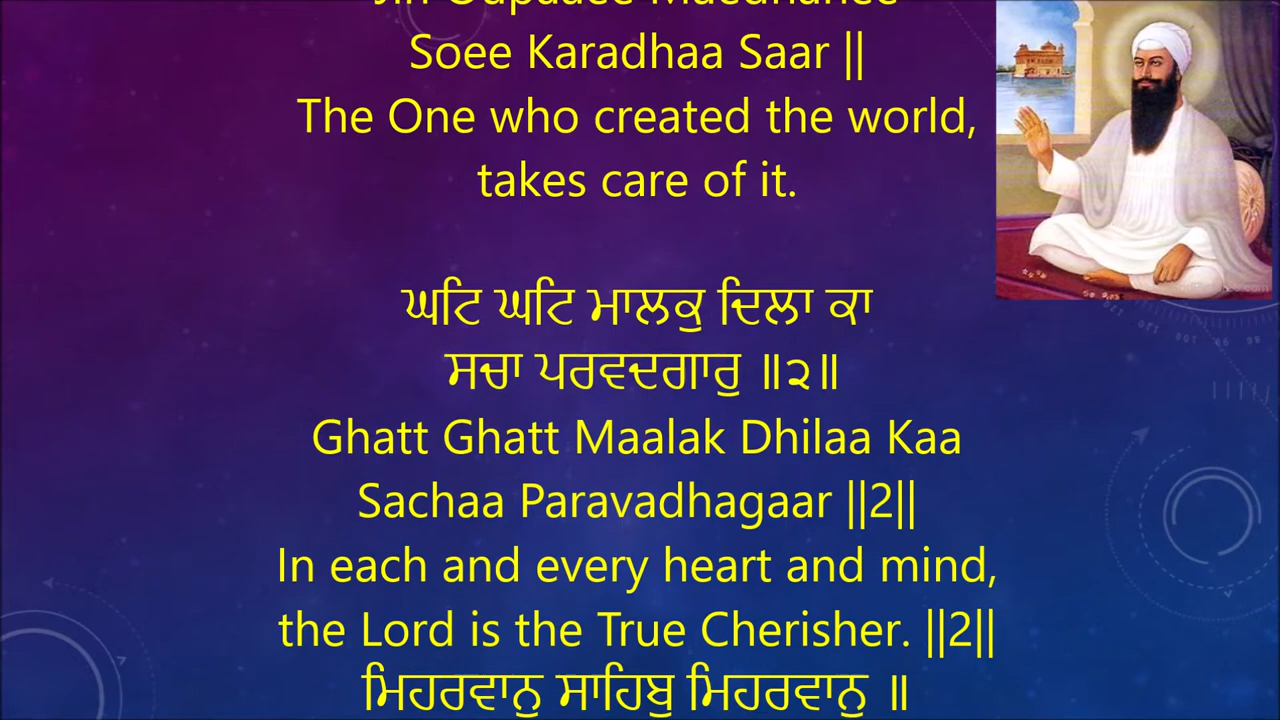 Soee Karadhaa Saar ||
The One who created the world,
takes care of it.
ਘਟਿ ਘਟਿ ਮਾਲਕੁ ਦਿਲਾ ਕਾ
ਸਚਾ ਪਰਵਦਗਾਰੁ ॥੨॥
Ghatt Ghatt Maalak Dhilaa Kaa
Sachaa Paravadhagaar ||2||
In each and every heart and mind,
the Lord is the True Cherisher. ||2||
ਮਿਹਰਵਾਨੁ ਸਾਹਿਬੁ ਮਿਹਰਵਾਨੁ ॥